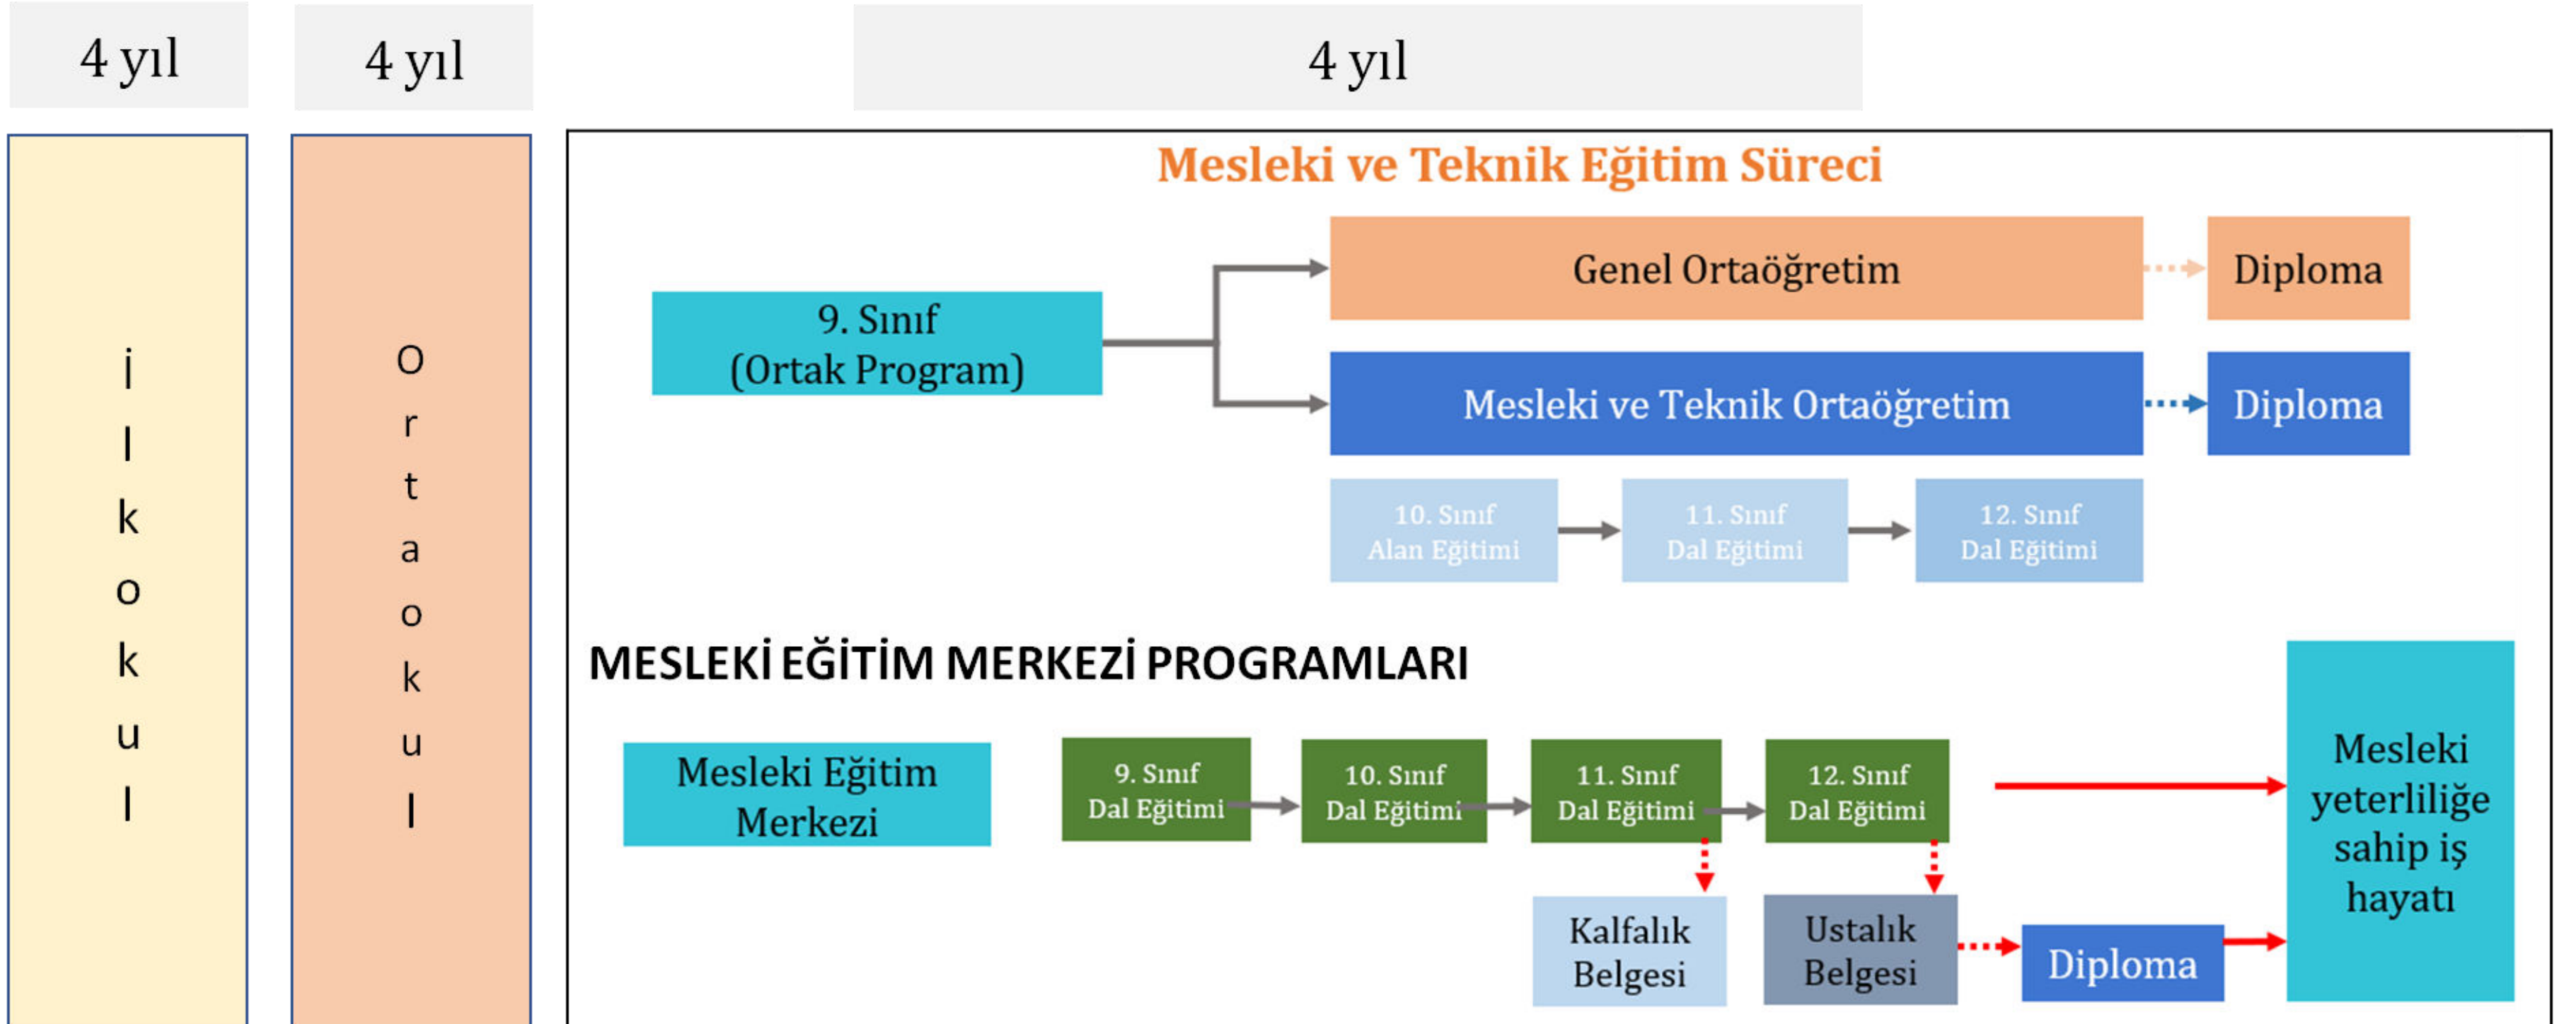 4 yıl
4 yıl
4 yıl
İlkokul
Ortaokul
Mesleki ve Teknik Eğitim Süreci
9. Sınıf
(Ortak Program)
Genel Ortaöğretim
Diploma
Mesleki ve Teknik Ortaöğretim
Diploma
10. Sınıf
Alan Eğitimi
11. Sınıf
Dal Eğitimi
12. Sınıf
Dal Eğitimi
MESLEKİ EĞİTİM MERKEZİ PROGRAMLARI
Mesleki Eğitim
Merkezi
9. Sınıf
Dal Eğitimi
10. Sınıf
Dal Eğitimi
11. Sınıf
Dal Eğitimi
12. Sınıf
Dal Eğitimi
Kalfalık
Belgesi
Ustalık
Belgesi
Diploma
Mesleki
yeterliliğe
sahip iş
hayatı